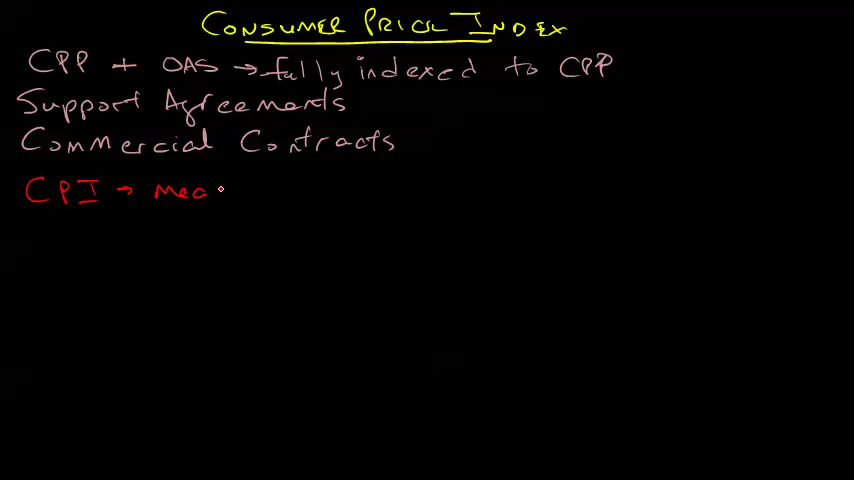 CONSUMER PRICE INDEX
CPP + OAS → fully indexed to CPP
Support Agreements
Commercial Contracts
CPI → Mea